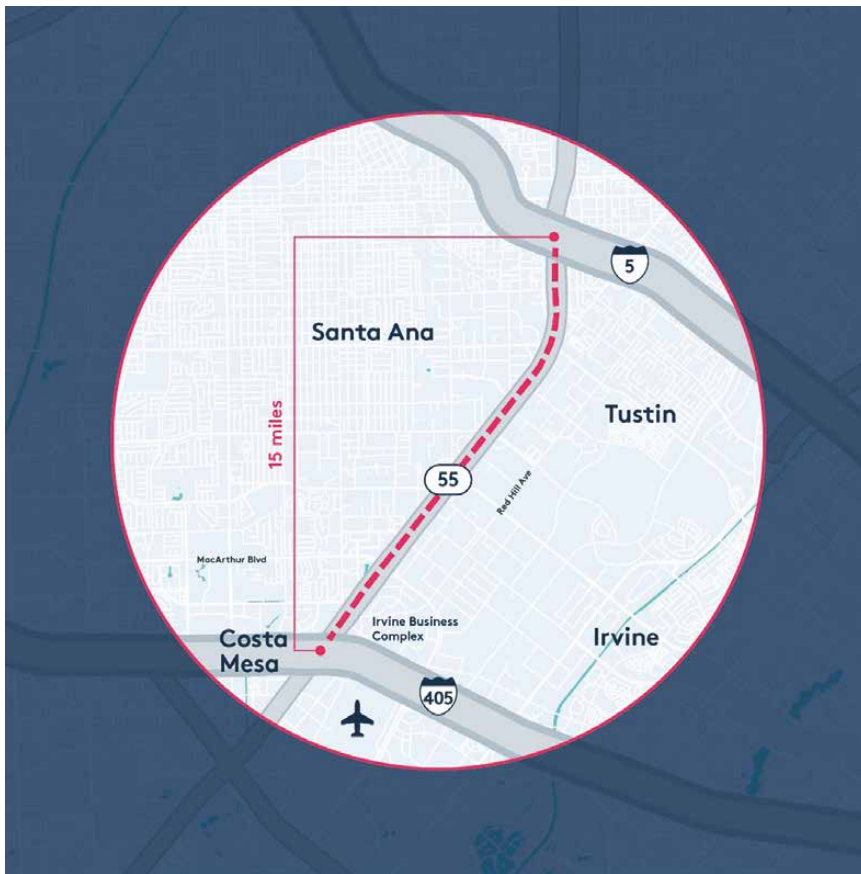 5
Santa Ana
Tustin
15 miles
55
Red Hill Ave
MacArthur Blvd
Irvine Business
Complex
Costa
Mesa
Irvine
405